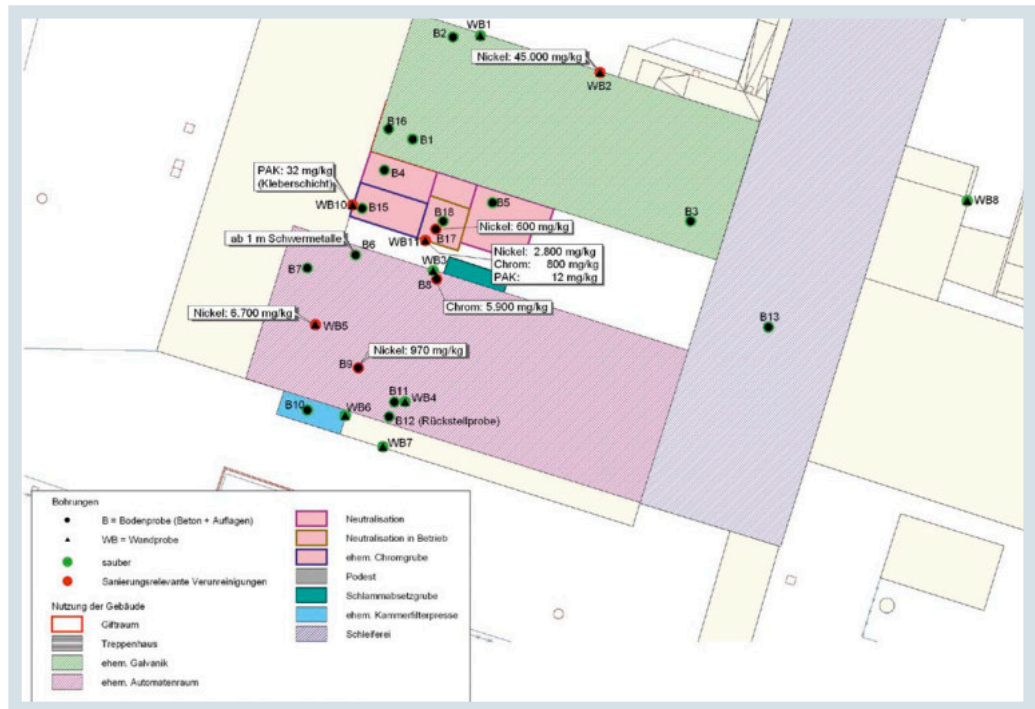 WB1
B2
Nickel: 45.000 mg/kg
WB2
B16
B1
PAK: 32 mg/kg
(Kleberschicht)
B4
WB10
B15
B18
B5
B3
WB8
Nickel: 600 mg/kg
B17
WB11
ab 1 m Schwermetalle
B6
Nickel: 2.800 mg/kg
Chrom: 800 mg/kg
PAK: 12 mg/kg
B7
WB3
B8
Chrom: 5.900 mg/kg
Nickel: 6.700 mg/kg
WB5
B13
Nickel: 970 mg/kg
B9
B11
WB4
B10
WB6
B12 (Rückstellprobe)
WB7
Bohrungen
B = Bodenprobe (Beton + Auflagen)
WB = Wandprobe
sauber
Sanierungsrelevante Verunreinigungen
Nutzung der Gebäude
Giftraum
Treppenhaus
ehem. Galvanik
ehem. Automatenraum
Neutralisation
Neutralisation in Betrieb
ehem. Chromgrube
Podest
Schlammabsetzgrube
ehem. Kammerfilterpresse
Schleiferei